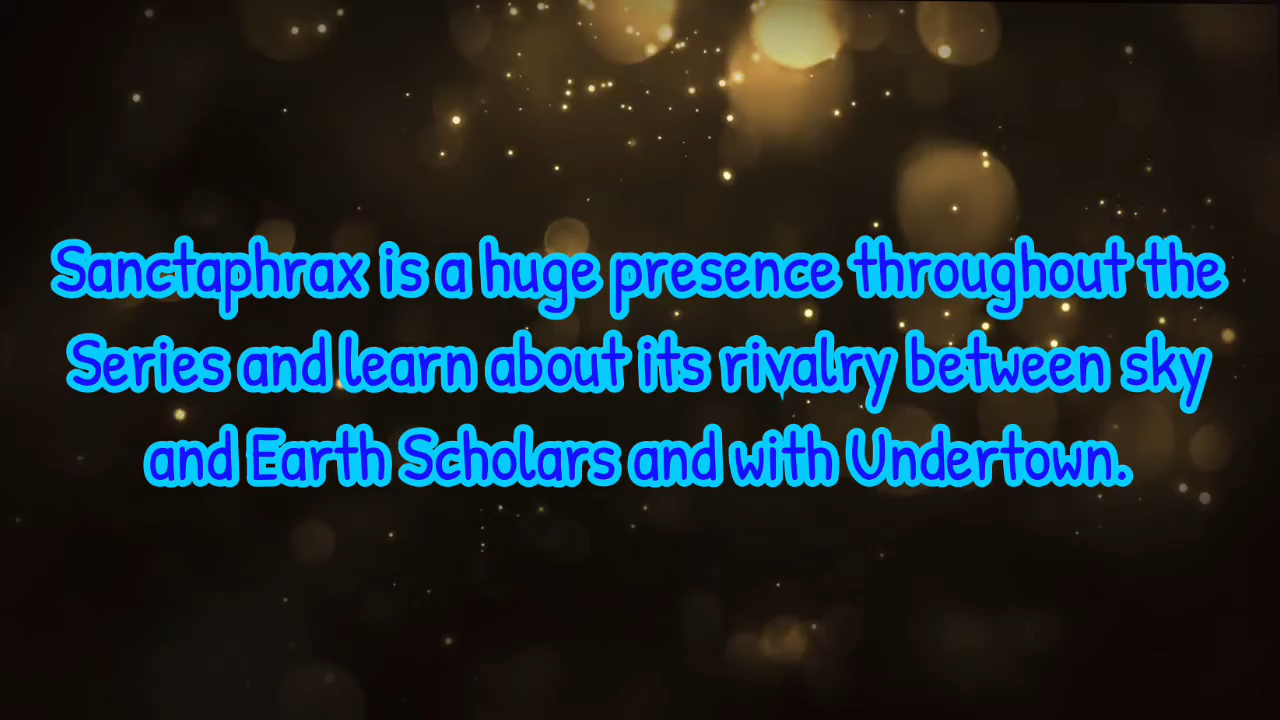 Sanctaphrax is a huge presence throughout the
Series and learn about its rivalry between sky
and Earth Scholars and with Undertown.